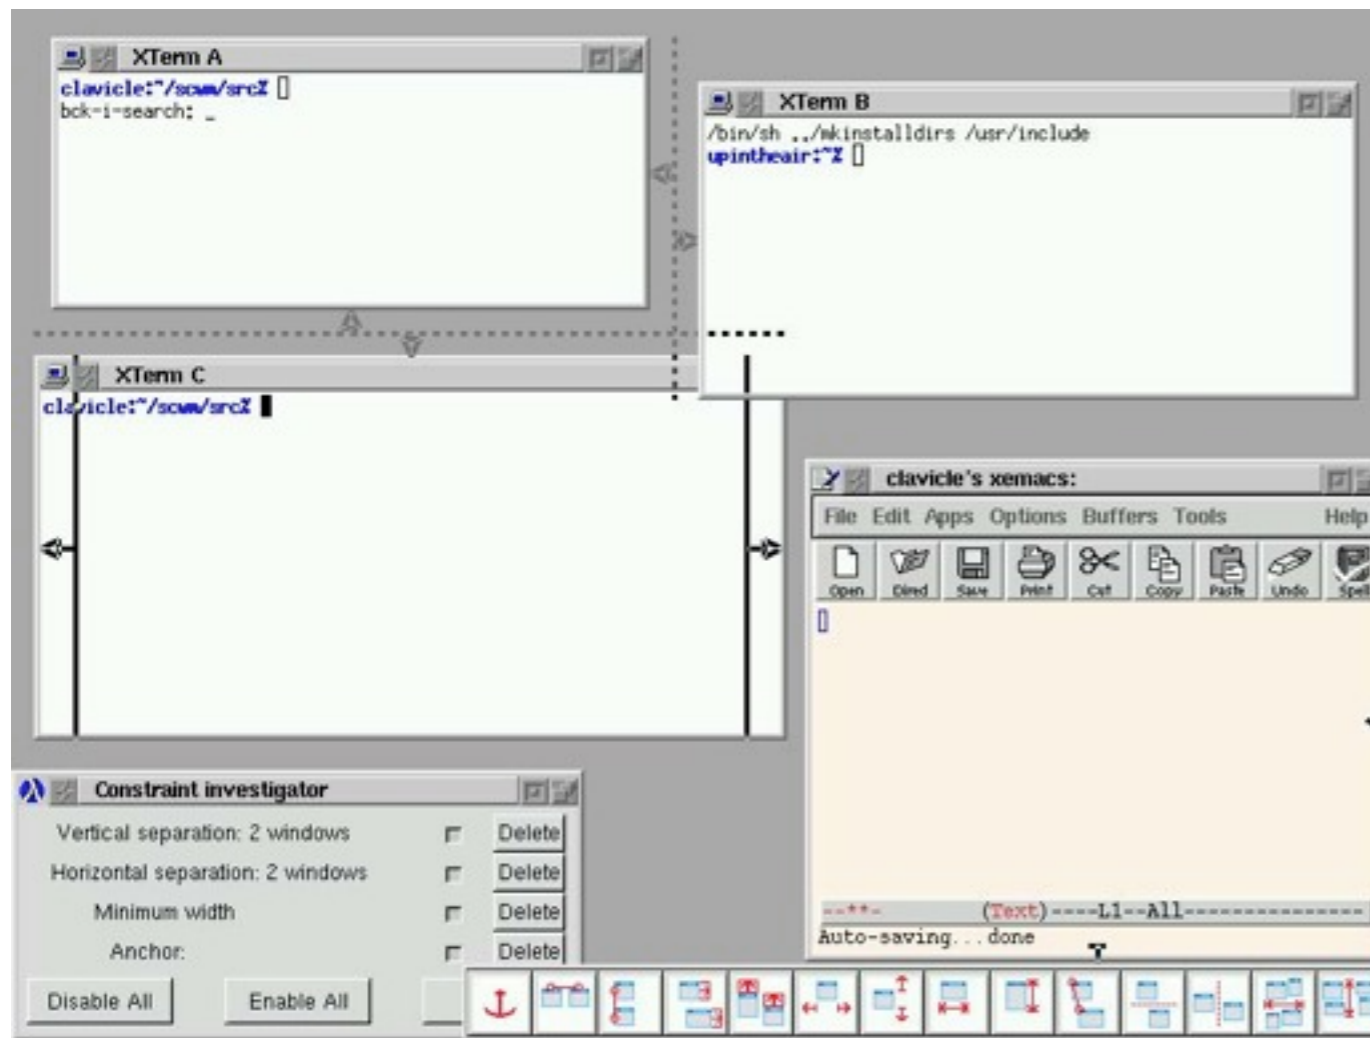 XTerm A
clavicle:~/scwm/src%
bck-i-search: _
XTerm B
/bin/sh ../mkinstalldirs /usr/include
upintheair:~%
XTerm C
clavicle:~/scwm/src%
clavicle's xemacs:
File Edit Apps Options Buffers Tools Help
Open Dired Save Print Cut Copy Paste Undo Spell
--**- (Text)----L1--All----------------
Auto-saving...done
Constraint investigator
Vertical separation: 2 windows Delete
Horizontal separation: 2 windows Delete
Minimum width Delete
Anchor: Delete
Disable All Enable All